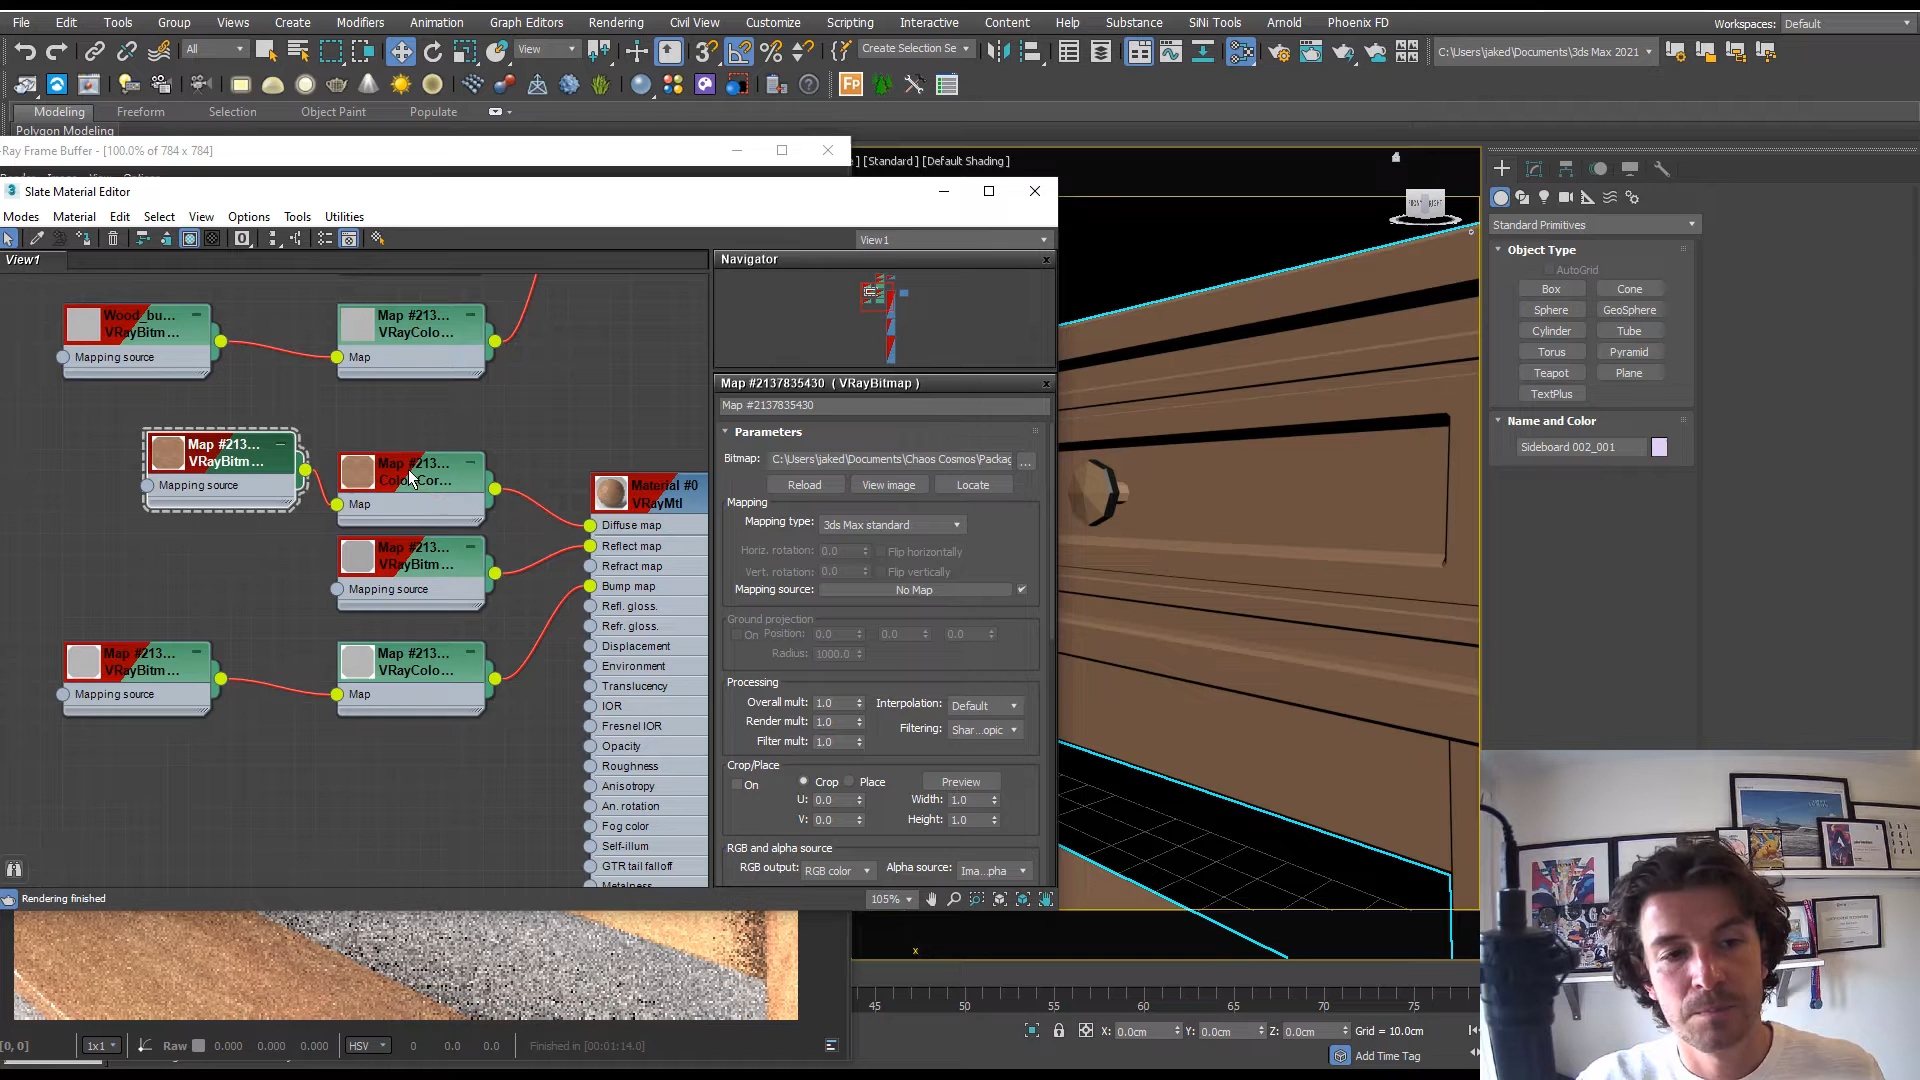 File Edit Tools Group Views Create Modifiers Animation Graph Editors Rendering Civil View Customize Scripting Interactive Content Help Substance SiNi Tools Arnold Phoenix FD
Workspaces: Default
All
View
Create Selection Se
C:\Users\jaked\Documents\3ds Max 2021
Modeling Freeform Selection Object Paint Populate
Polygon Modeling
-Ray Frame Buffer - [100.0% of 784 x 784]
] [Standard ] [Default Shading ]
Slate Material Editor
Modes Material Edit Select View Options Tools Utilities
View1
View1
Navigator
Wood_bu...
VRayBitm...
Mapping source
Map #213...
VRayColo...
Map
Map #213...
VRayBitm...
Mapping source
Map #213...
Color Cor...
Map
Map #213...
VRayBitm...
Mapping source
Map #213...
VRayBitm...
Mapping source
Map #213...
VRayColo...
Map
Material #0
VRayMtl
Diffuse map
Reflect map
Refract map
Bump map
Refl. gloss.
Refr. gloss.
Displacement
Environment
Translucency
IOR
Fresnel IOR
Opacity
Roughness
Anisotropy
An. rotation
Fog color
Self-illum
GTR tail falloff
Metalness
Map #2137835430 ( VRayBitmap )
Map #2137835430
Parameters
Bitmap: C:\Users\jaked\Documents\Chaos Cosmos\Packag ...
Reload View image Locate
Mapping
Mapping type: 3ds Max standard
Horiz. rotation: 0.0 Flip horizontally
Vert. rotation: 0.0 Flip vertically
Mapping source: No Map
Ground projection
On Position: 0.0 0.0 0.0
Radius: 1000.0
Processing
Overall mult: 1.0 Interpolation: Default
Render mult: 1.0
Filtering: Shar...opic
Filter mult: 1.0
Crop/Place
On Crop Place Preview
U: 0.0 Width: 1.0
V: 0.0 Height: 1.0
RGB and alpha source
RGB output: RGB color Alpha source: Ima...pha
Rendering finished
105%
FRONT RIGHT
Standard Primitives
Object Type
AutoGrid
Box Cone
Sphere GeoSphere
Cylinder Tube
Torus Pyramid
Teapot Plane
TextPlus
Name and Color
Sideboard 002_001
x
45 50 55 60 65 70 75
X: 0.0cm Y: 0.0cm Z: 0.0cm Grid = 10.0cm
Add Time Tag
[0, 0] 1x1 Raw 0.000 0.000 0.000 HSV 0 0.0 0.0 Finished in [00:01:14.0]